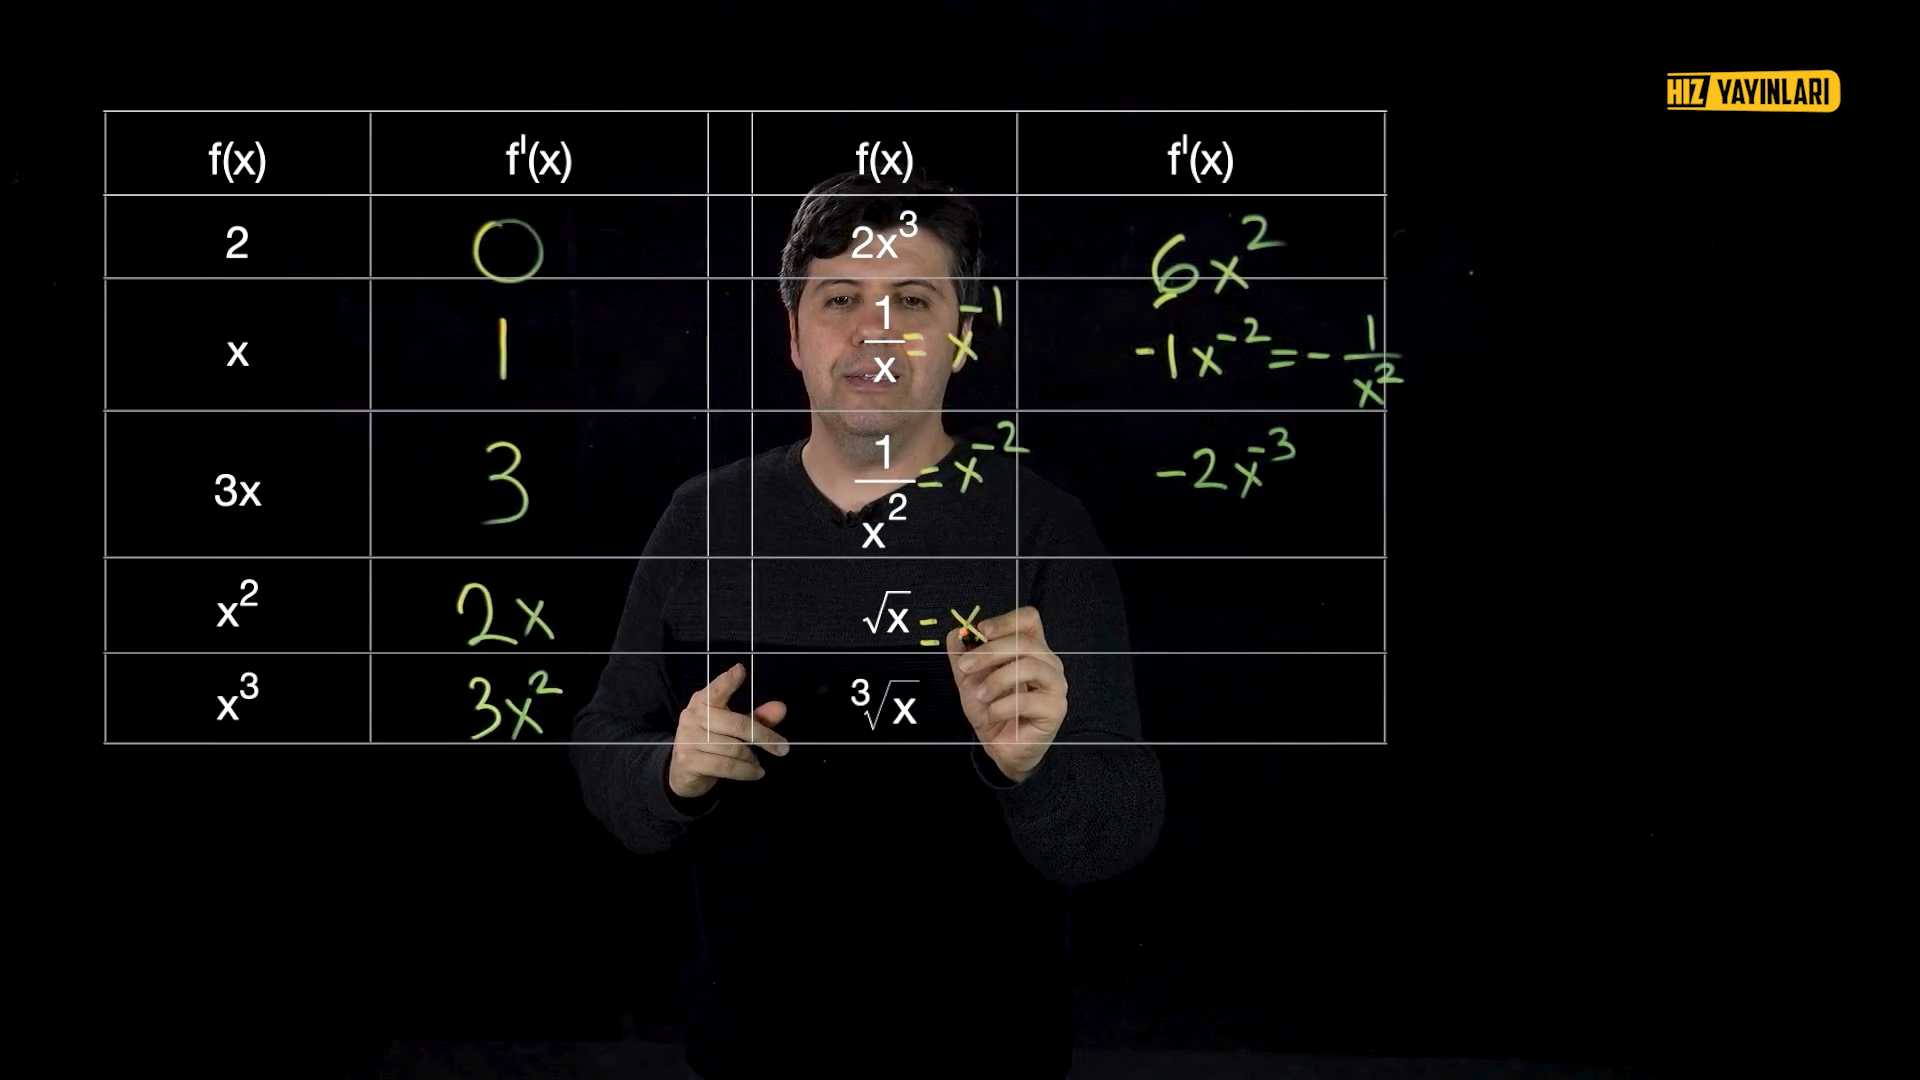 HIZ YAYINLARI
f(x) f'(x) f(x) f'(x)
2 0 2x³ 6x²
x 1 1/x = x⁻¹ -1x⁻² = -1/x²
3x 3 1/x² = x⁻² -2x⁻³
x² 2x √x = x
x³ 3x² ³√x